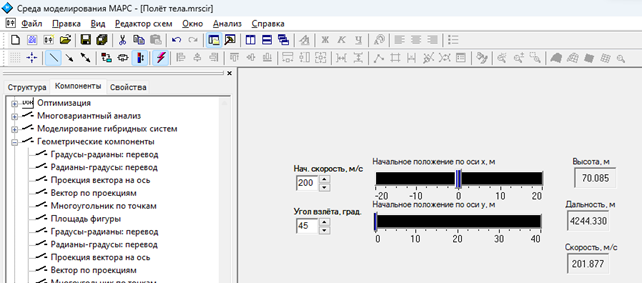 Среда моделирования МАРС - [Полёт тела.mrscir]
Файл Правка Вид Редактор схем Окно Анализ Справка
Ж К Ч
Структура Компоненты Свойства
Оптимизация
Многовариантный анализ
Моделирование гибридных систем
Геометрические компоненты
Градусы-радианы: перевод
Радианы-градусы: перевод
Проекция вектора на ось
Вектор по проекциям
Многоугольник по точкам
Площадь фигуры
Градусы-радианы: перевод
Радианы-градусы: перевод
Проекция вектора на ось
Вектор по проекциям
Многоугольник по точкам
Нач. скорость, м/с
200
Угол взлёта, град.
45
Начальное положение по оси x, м
-20 -10 0 10 20
Начальное положение по оси y, м
0 10 20 30 40
Высота, м
70.085
Дальность, м
4244.330
Скорость, м/с
201.877